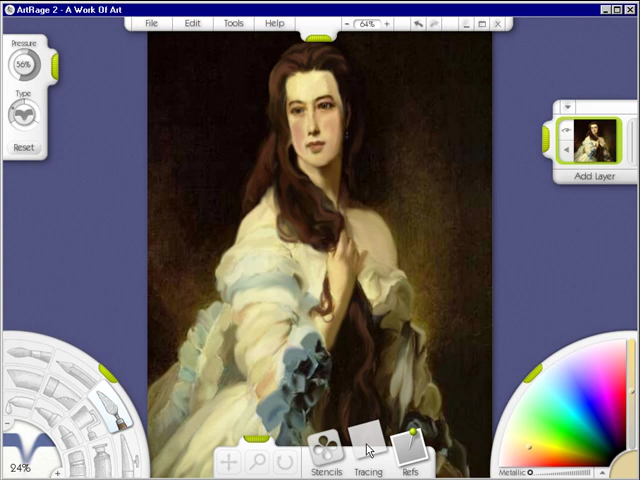 ArtRage 2 - A Work Of Art
File Edit Tools Help - 64% +
Pressure
56%
Type
Reset
Add Layer
24%
Stencils Tracing Refs
Metallic